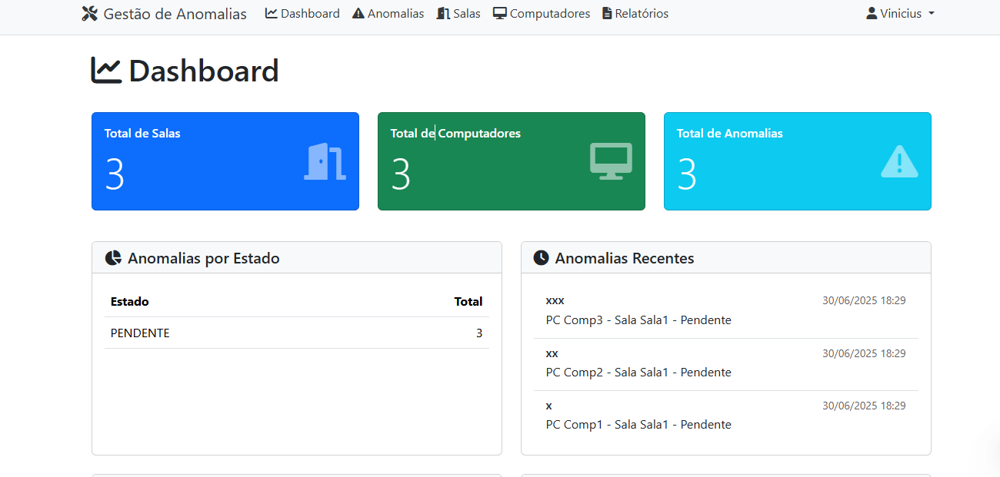 Gestão de Anomalias Dashboard Anomalias Salas Computadores Relatórios Vinicius
Dashboard
Total de Salas
3
Total de Computadores
3
Total de Anomalias
3
Anomalias por Estado
Estado Total
PENDENTE 3
Anomalias Recentes
xxx 30/06/2025 18:29
PC Comp3 - Sala Sala1 - Pendente
xx 30/06/2025 18:29
PC Comp2 - Sala Sala1 - Pendente
x 30/06/2025 18:29
PC Comp1 - Sala Sala1 - Pendente